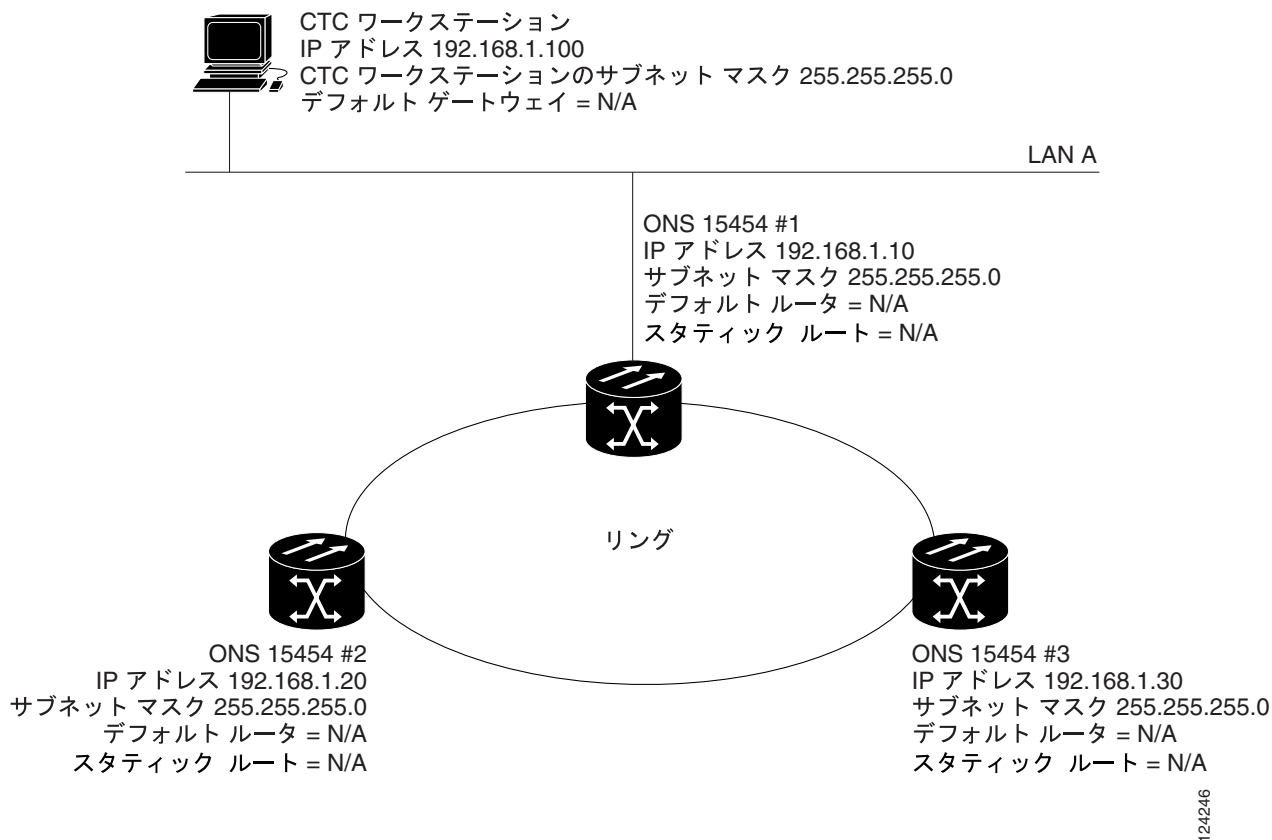 CTC ワークステーション
IP アドレス 192.168.1.100
CTC ワークステーションのサブネット マスク 255.255.255.0
デフォルト ゲートウェイ = N/A
LAN A
ONS 15454 #1
IP アドレス 192.168.1.10
サブネット マスク 255.255.255.0
デフォルト ルータ = N/A
スタティック ルート = N/A
リング
ONS 15454 #2
IP アドレス 192.168.1.20
サブネット マスク 255.255.255.0
デフォルト ルータ = N/A
スタティック ルート = N/A
ONS 15454 #3
IP アドレス 192.168.1.30
サブネット マスク 255.255.255.0
デフォルト ルータ = N/A
スタティック ルート = N/A
124246